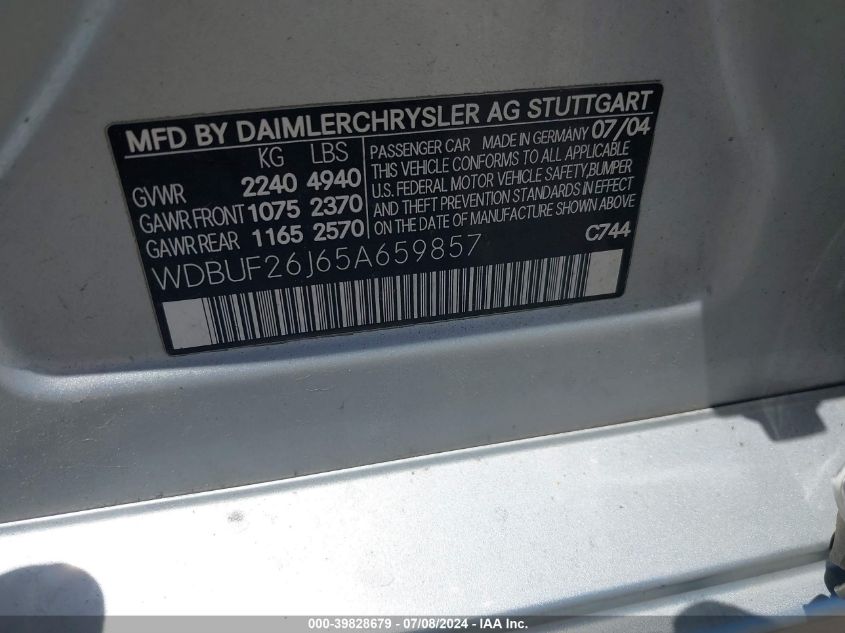 MFD BY DAIMLERCHRYSLER AG STUTTGART
KG LBS
GVWR 2240 4940
GAWR FRONT 1075 2370
GAWR REAR 1165 2570
PASSENGER CAR MADE IN GERMANY 07/04
THIS VEHICLE CONFORMS TO ALL APPLICABLE
U.S. FEDERAL MOTOR VEHICLE SAFETY,BUMPER
AND THEFT PREVENTION STANDARDS IN EFFECT
ON THE DATE OF MANUFACTURE SHOWN ABOVE
C744
WDBUF26J65A659857
000-39828679 / 07/08/2024 - IAA Inc.